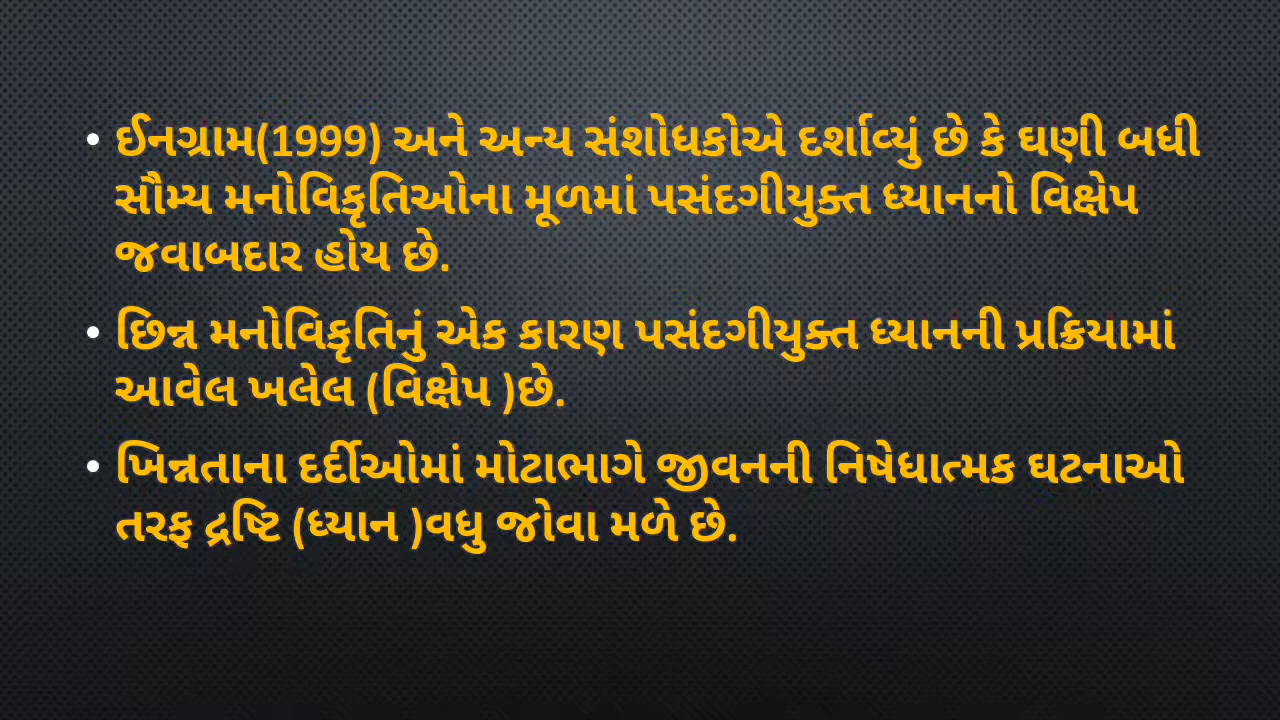 • ઈનગ્રામ(1999) અને અન્ય સંશોધકોએ દર્શાવ્યું છે કે ઘણી બધી
સૌમ્ય મનોવિકૃતિઓના મૂળમાં પસંદગીયુક્ત ધ્યાનનો વિક્ષેપ
જવાબદાર હોય છે.
• છિન્ન મનોવિકૃતિનું એક કારણ પસંદગીયુક્ત ધ્યાનની પ્રક્રિયામાં
આવેલ ખલેલ (વિક્ષેપ )છે.
• ખિન્નતાના દર્દીઓમાં મોટાભાગે જીવનની નિષેધાત્મક ઘટનાઓ
તરફ દ્રષ્ટિ (ધ્યાન )વધુ જોવા મળે છે.